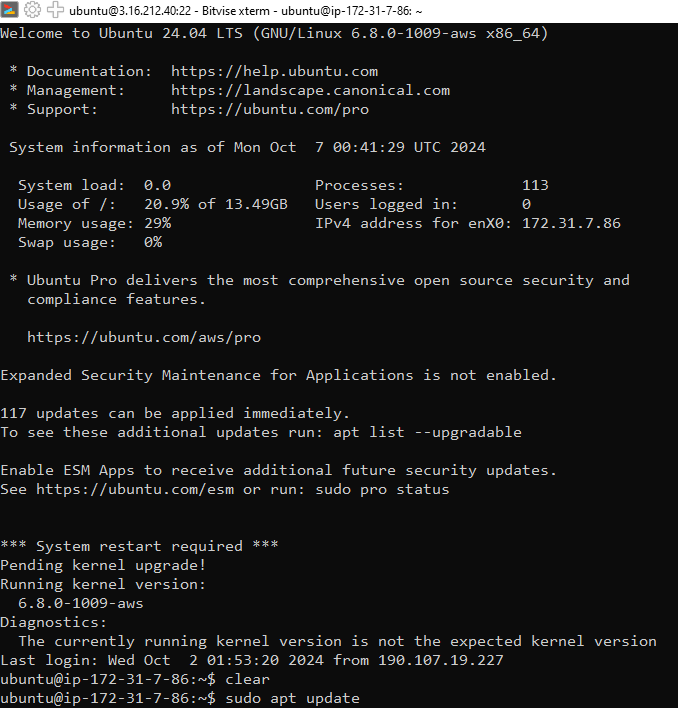 ubuntu@3.16.212.40:22 - Bitvise xterm - ubuntu@ip-172-31-7-86: ~
Welcome to Ubuntu 24.04 LTS (GNU/Linux 6.8.0-1009-aws x86_64)
* Documentation:  https://help.ubuntu.com
* Management:     https://landscape.canonical.com
* Support:        https://ubuntu.com/pro
System information as of Mon Oct  7 00:41:29 UTC 2024
System load:  0.0                Processes:             113
Usage of /:   20.9% of 13.49GB   Users logged in:       0
Memory usage: 29%                IPv4 address for enX0: 172.31.7.86
Swap usage:   0%
* Ubuntu Pro delivers the most comprehensive open source security and
compliance features.
https://ubuntu.com/aws/pro
Expanded Security Maintenance for Applications is not enabled.
117 updates can be applied immediately.
To see these additional updates run: apt list --upgradable
Enable ESM Apps to receive additional future security updates.
See https://ubuntu.com/esm or run: sudo pro status
*** System restart required ***
Pending kernel upgrade!
Running kernel version:
6.8.0-1009-aws
Diagnostics:
The currently running kernel version is not the expected kernel version
Last login: Wed Oct  2 01:53:20 2024 from 190.107.19.227
ubuntu@ip-172-31-7-86:~$ clear
ubuntu@ip-172-31-7-86:~$ sudo apt update